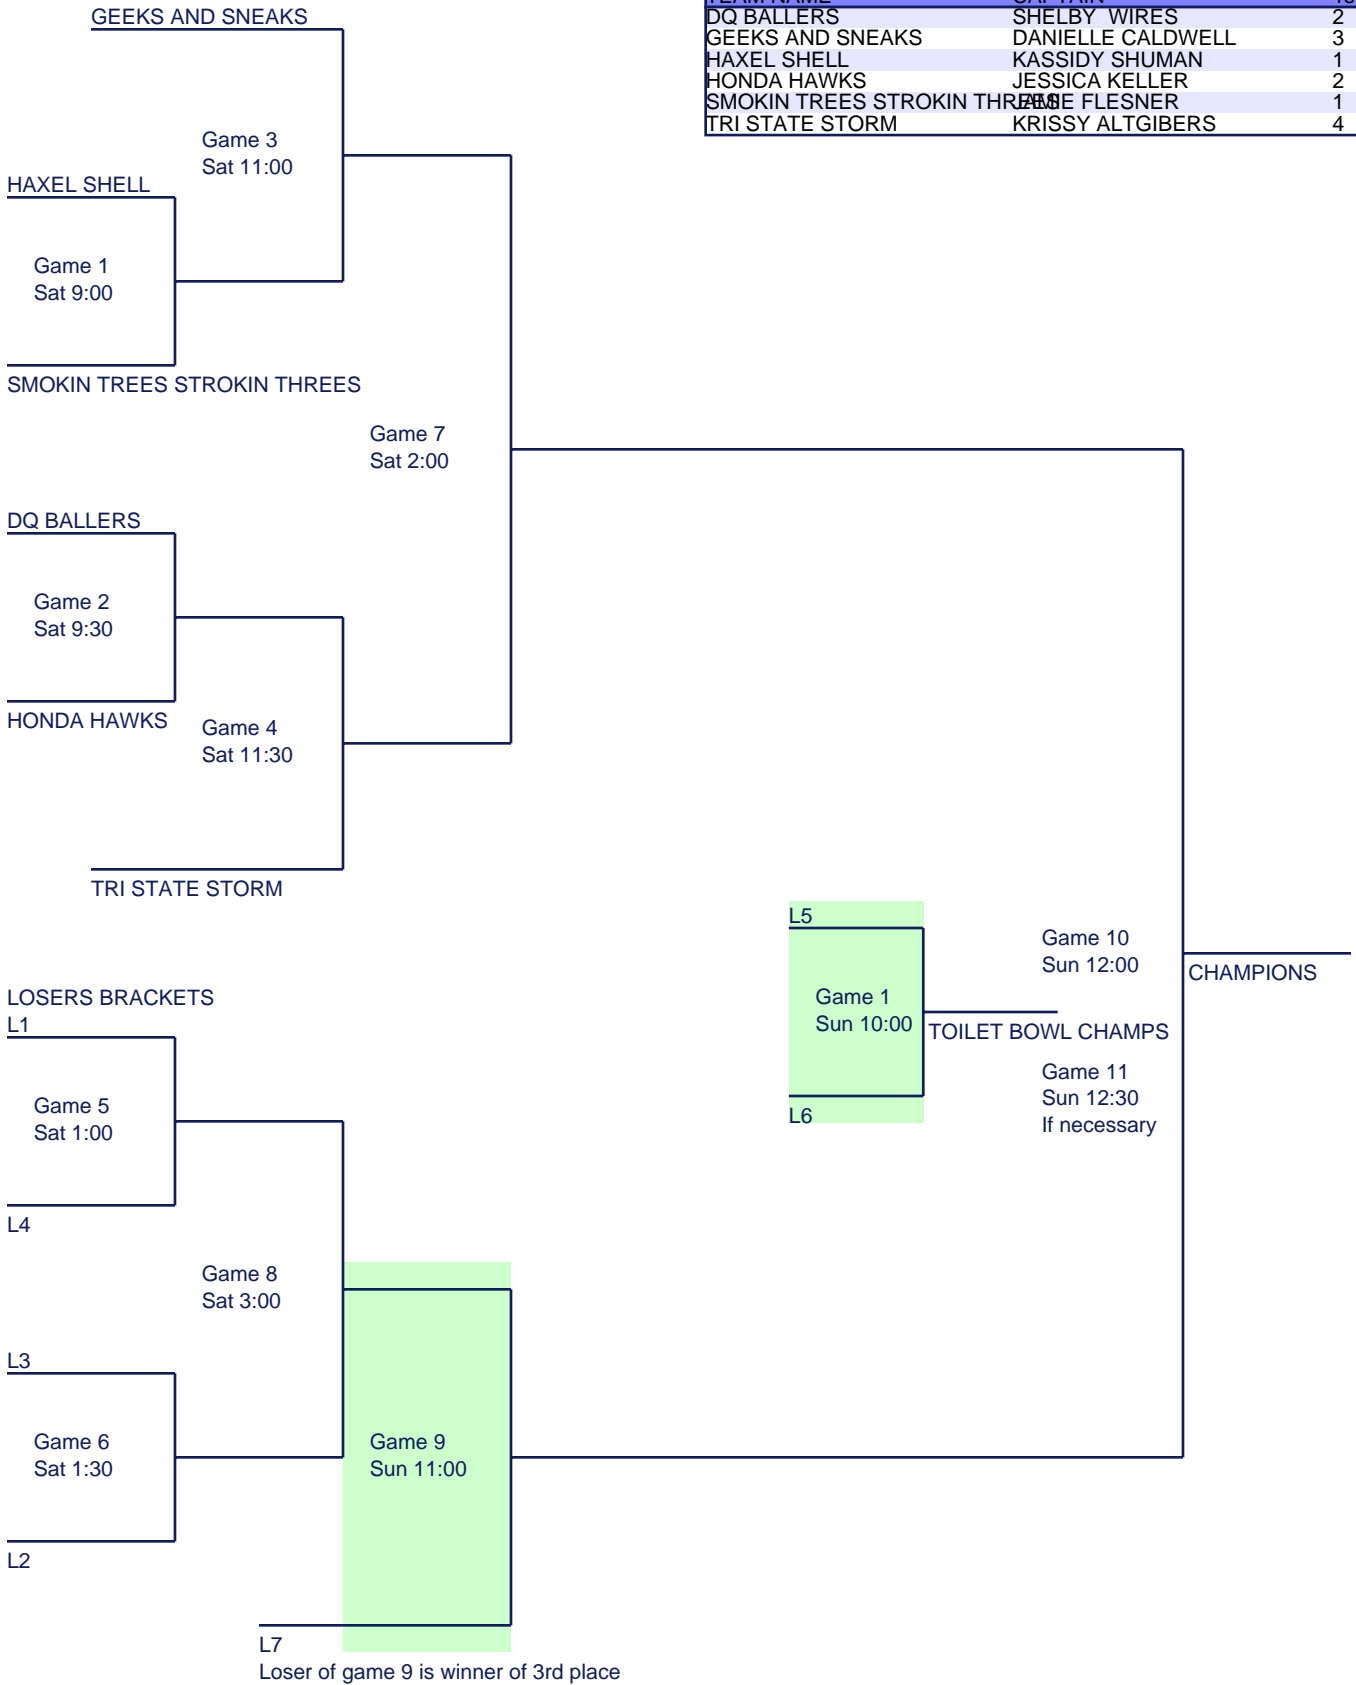 GEEKS AND SNEAKS
Game 3
Sat 11:00
HAXEL SHELL
Game 1
Sat 9:00
SMOKIN TREES STROKIN THREES
Game 7
Sat 2:00
DQ BALLERS
Game 2
Sat 9:30
HONDA HAWKS
Game 4
Sat 11:30
TRI STATE STORM
TEAM NAME CAPTAIN
DQ BALLERS SHELBY WIRES 2
GEEKS AND SNEAKS DANIELLE CALDWELL 3
HAXEL SHELL KASSIDY SHUMAN 1
HONDA HAWKS JESSICA KELLER 2
SMOKIN TREES STROKIN THREES JAMIE FLESNER 1
TRI STATE STORM KRISSY ALTGIBERS 4
L5
Game 1
Sun 10:00
L6
TOILET BOWL CHAMPS
Game 10
Sun 12:00
CHAMPIONS
Game 11
Sun 12:30
If necessary
LOSERS BRACKETS
L1
Game 5
Sat 1:00
L4
Game 8
Sat 3:00
L3
Game 6
Sat 1:30
L2
Game 9
Sun 11:00
L7
Loser of game 9 is winner of 3rd place